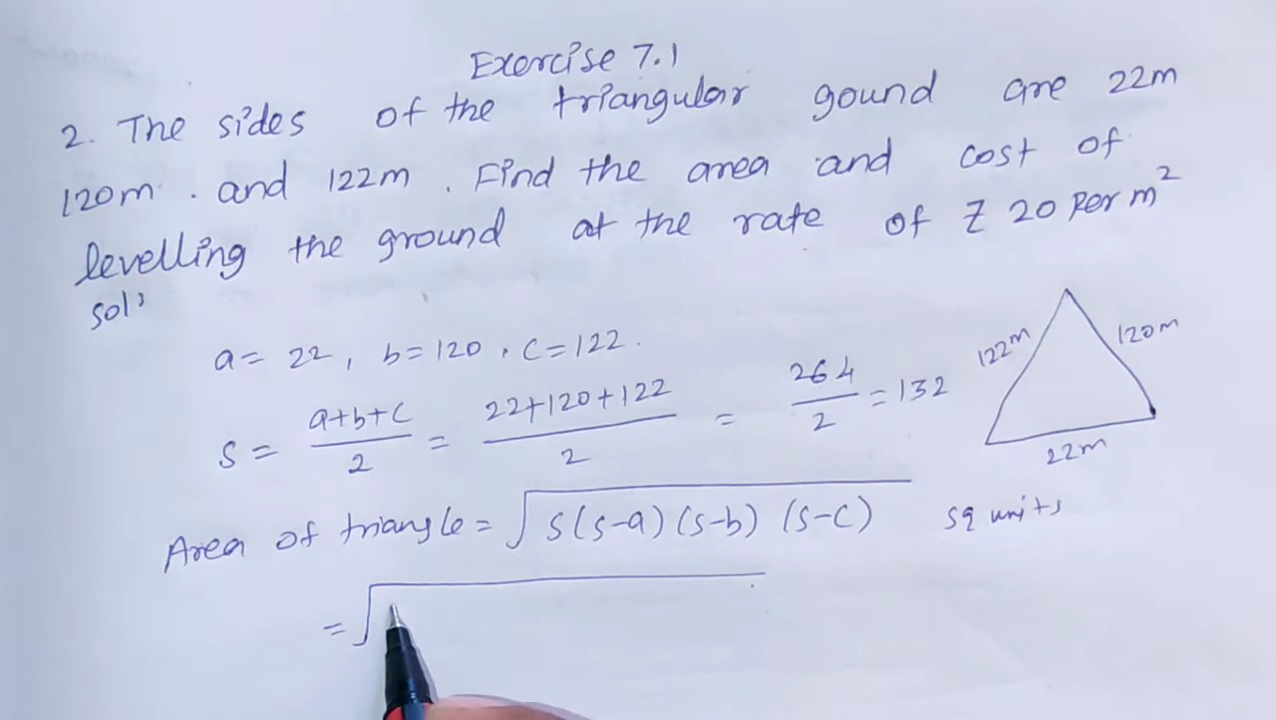 Exercise 7.1
2. The sides of the triangular gound are 22m
120m . and 122m . Find the area and cost of
levelling the ground at the rate of ₹ 20 Per m²
sol:
a= 22 , b=120 , c=122 .
s = a+b+c/2 = 22+120+122/2 = 264/2 = 132
122m
120m
22m
Area of triangle = √s(s-a) (s-b) (s-c) sq units
= √